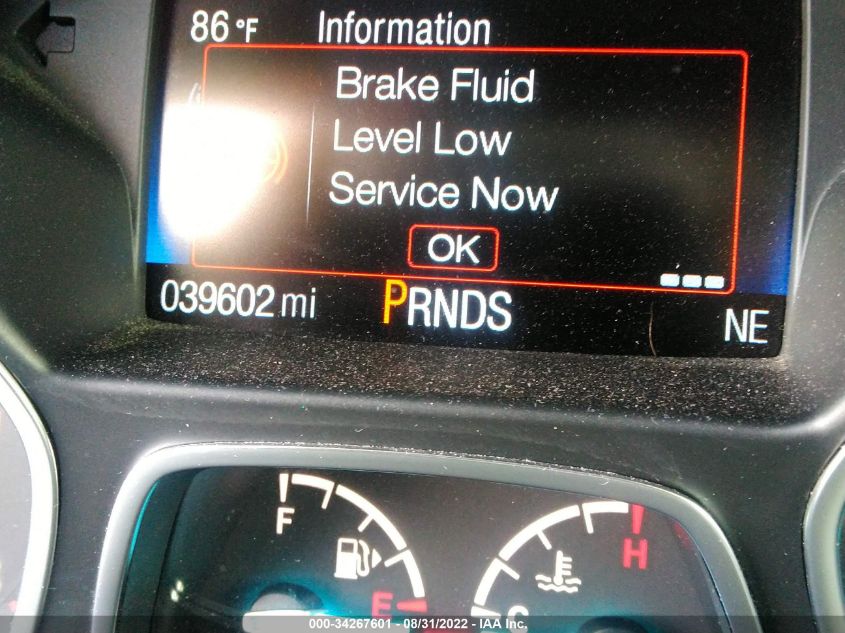 86 °F Information
Brake Fluid
Level Low
Service Now
OK
039602 mi PRNDS NE
F H
E C
000-34267601 - 08/31/2022 - IAA Inc.